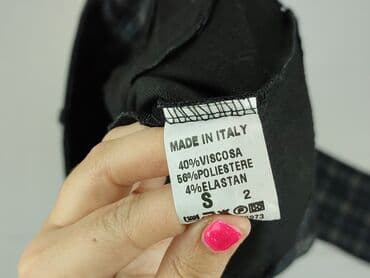 MADE IN ITALY
40%VISCOSA
56%POLIESTERE
4%ELASTAN
S 2